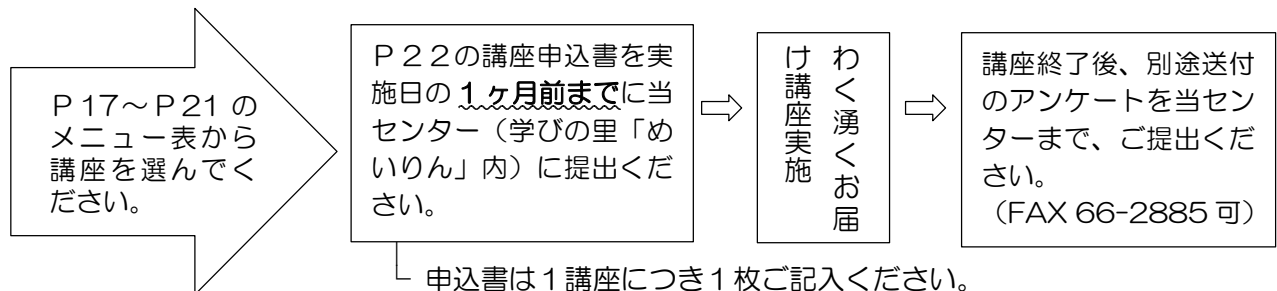 P17～P21の
メニュー表から
講座を選んでく
ださい。
P22の講座申込書を実
施日の1ヶ月前までに当
センター（学びの里「め
いりん」内）に提出くだ
さい。
わく湧くお届
け講座実施
講座終了後、別途送付
のアンケートを当セン
ターまで、ご提出くだ
さい。
（FAX 66-2885 可）
申込書は1講座につき1枚ご記入ください。